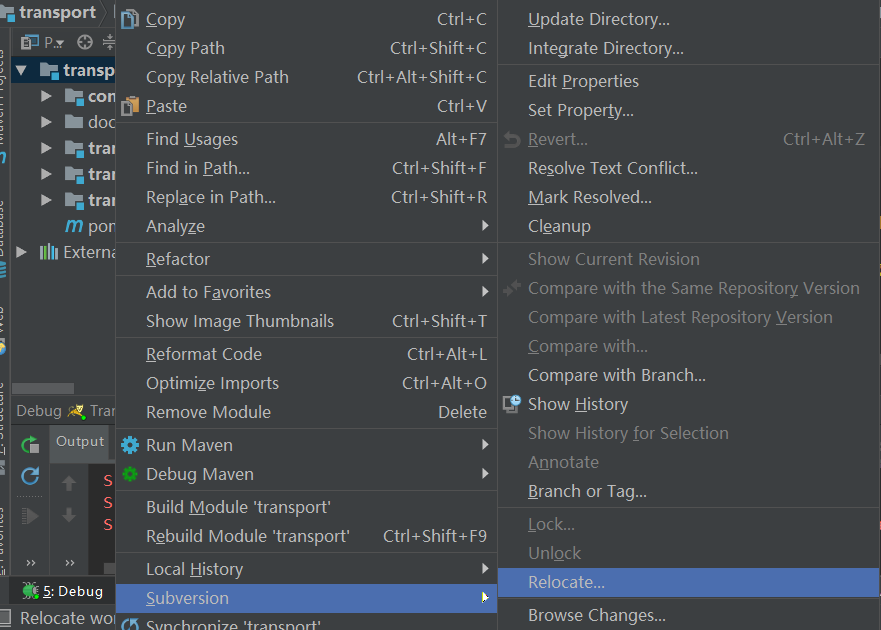 transport
P..
transp
con
doc
tran
tran
tran
pon
Externa
Debug Tran
Output
S
S
S
5: Debug
Relocate wo
Copy Ctrl+C
Copy Path Ctrl+Shift+C
Copy Relative Path Ctrl+Alt+Shift+C
Paste Ctrl+V
Find Usages Alt+F7
Find in Path... Ctrl+Shift+F
Replace in Path... Ctrl+Shift+R
Analyze
Refactor
Add to Favorites
Show Image Thumbnails Ctrl+Shift+T
Reformat Code Ctrl+Alt+L
Optimize Imports Ctrl+Alt+O
Remove Module Delete
Run Maven
Debug Maven
Build Module 'transport'
Rebuild Module 'transport' Ctrl+Shift+F9
Local History
Subversion
Synchronize 'transport'
Update Directory...
Integrate Directory...
Edit Properties
Set Property...
Revert... Ctrl+Alt+Z
Resolve Text Conflict...
Mark Resolved...
Cleanup
Show Current Revision
Compare with the Same Repository Version
Compare with Latest Repository Version
Compare with...
Compare with Branch...
Show History
Show History for Selection
Annotate
Branch or Tag...
Lock...
Unlock
Relocate...
Browse Changes...